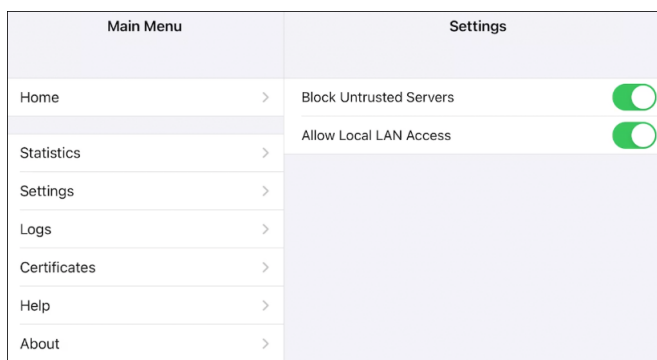 Main Menu
Home
Statistics
Settings
Logs
Certificates
Help
About
Settings
Block Untrusted Servers
Allow Local LAN Access